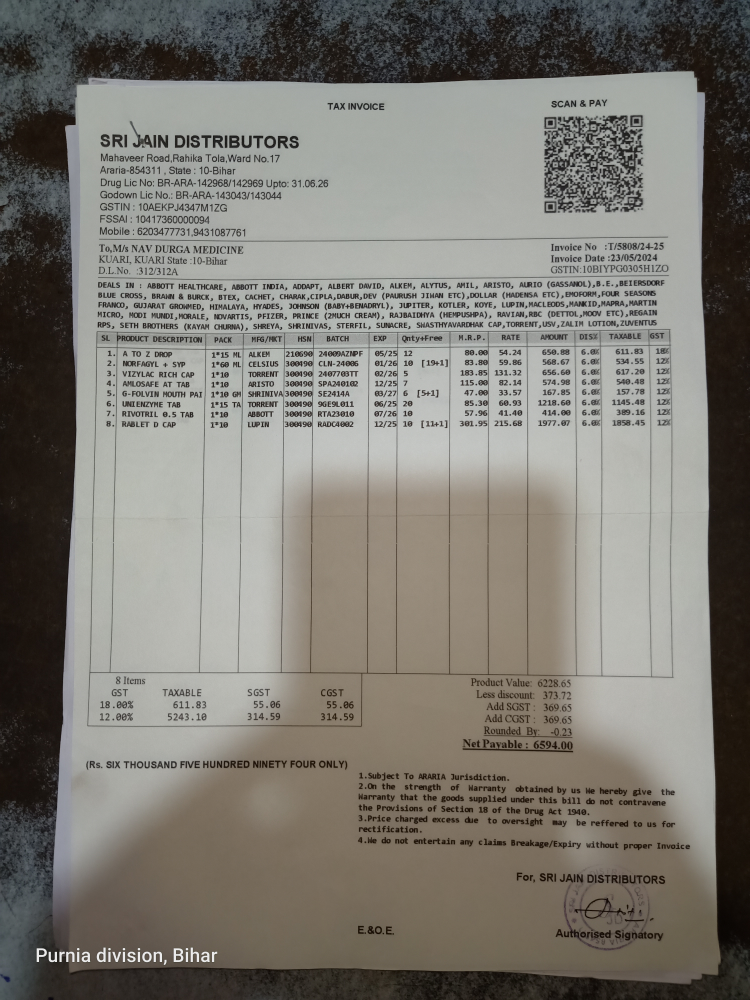 TAX INVOICE
SCAN & PAY
SRI JAIN DISTRIBUTORS
Mahaveer Road,Rahika Tola,Ward No.17
Araria-854311 , State : 10-Bihar
Drug Lic No: BR-ARA-142968/142969 Upto: 31.06.26
Godown Lic No.: BR-ARA-143043/143044
GSTIN : 10AEKPJ4347M1ZG
FSSAI : 10417360000094
Mobile : 6203477731,9431087761
To,M/s NAV DURGA MEDICINE
KUARI, KUARI State :10-Bihar
D.L.No. :312/312A
Invoice No :T/5808/24-25
Invoice Date :23/05/2024
GSTIN:10BIYPG0305H1ZO
DEALS IN : ABBOTT HEALTHCARE, ABBOTT INDIA, ADDAPT, ALBERT DAVID, ALKEM, ALYTUS, AMIL, ARISTO, AURIO (GASSANOL),B.E.,BEIERSDORF
BLUE CROSS, BRAWN & BURCK, BTEX, CACHET, CHARAK,CIPLA,DABUR,DEV (PAURUSH JIHAN ETC),DOLLAR (MADENSA ETC),EMOFORM,FOUR SEASONS
FRANCO, GUJARAT GROWMED, HIMALAYA, HYADES, JOHNSON (BABY+BENADRYL), JUPITER, KOTLER, KOYE, LUPIN,MACLEODS,MANKID,MAPRA,MARTIN
MICRO, MODI MUNDI,MORALE, NOVARTIS, PFIZER, PRINCE (2MUCH CREAM), RAJBAIDHYA (HEMPUSHPA), RAVIAN,RBC (DETTOL,MOOV ETC),REGAIN
RPS, SETH BROTHERS (KAYAM CHURNA), SHREYA, SHRINIVAS, STERFIL, SUNACRE, SWASTHYAVARDHAK CAP,TORRENT,USV,ZALIM LOTION,ZUVENTUS
SL PRODUCT DESCRIPTION PACK MFG/MKT HSN BATCH EXP Qnty+Free M.R.P. RATE AMOUNT DIS% TAXABLE GST
1. A TO Z DROP 1*15 ML ALKEM 210690 24009AZNPF 05/25 12 80.00 54.24 650.88 6.0% 611.83 18%
2. NORFAGYL + SYP 1*60 ML CELSIUS 300490 CLN-24006 01/26 10 [19+1] 83.80 59.86 568.67 6.0% 534.55 12%
3. VIZYLAC RICH CAP 1*10 TORRENT 300490 2407703TT 02/26 5 183.85 131.32 656.60 6.0% 617.20 12%
4. AMLOSAFE AT TAB 1*10 ARISTO 300490 SPA240102 12/25 7 115.00 82.14 574.98 6.0% 540.48 12%
5. G-FOLVIN MOUTH PAI 1*10 GM SHRINIVA 300490 SE2414A 03/27 6 [5+1] 47.00 33.57 167.85 6.0% 157.78 12%
6. UNIENZYME TAB 1*15 TA TORRENT 300490 9GE9L011 06/25 20 85.30 60.93 1218.60 6.0% 1145.48 12%
7. RIVOTRIL 0.5 TAB 1*10 ABBOTT 300490 RTA23010 07/26 10 57.96 41.40 414.00 6.0% 389.16 12%
8. RABLET D CAP 1*10 LUPIN 300490 RADC4002 12/25 10 [11+1] 301.95 215.68 1977.07 6.0% 1858.45 12%
8 Items
GST TAXABLE SGST CGST
18.00% 611.83 55.06 55.06
12.00% 5243.10 314.59 314.59
Product Value: 6228.65
Less discount: 373.72
Add SGST : 369.65
Add CGST : 369.65
Rounded By: -0.23
Net Payable : 6594.00
(Rs. SIX THOUSAND FIVE HUNDRED NINETY FOUR ONLY)
1.Subject To ARARIA Jurisdiction.
2.On the strength of Warranty obtained by us We hereby give the
Warranty that the goods supplied under this bill do not contravene
the Provisions of Section 18 of the Drug Act 1940.
3.Price charged excess due to oversight may be reffered to us for
rectification.
4.We do not entertain any claims Breakage/Expiry without proper Invoice
For, SRI JAIN DISTRIBUTORS
Authorised Signatory
E.&O.E.
Purnia division, Bihar